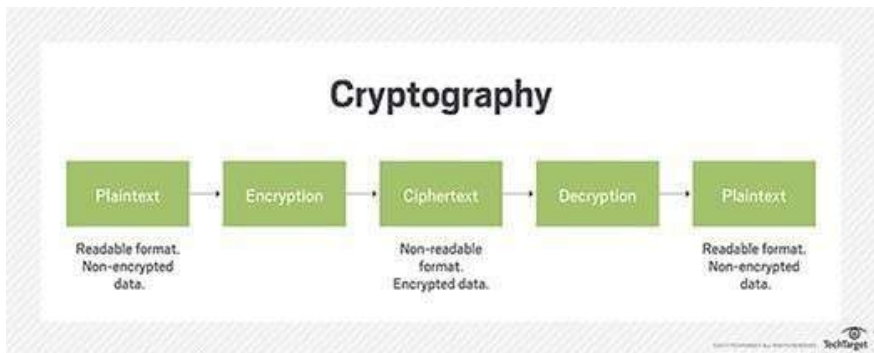 Cryptography
Plaintext
Encryption
Ciphertext
Decryption
Plaintext
Readable format.
Non-encrypted
data.
Non-readable
format.
Encrypted data.
Readable format.
Non-encrypted
data.
TechTarget